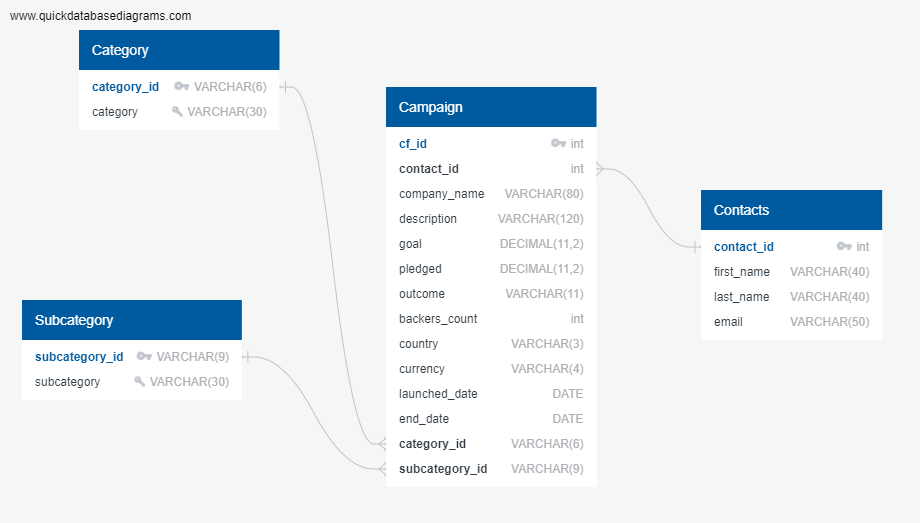 www.quickdatabasediagrams.com
Category
category_id VARCHAR(6)
category VARCHAR(30)
Campaign
cf_id int
contact_id int
company_name VARCHAR(80)
description VARCHAR(120)
goal DECIMAL(11,2)
pledged DECIMAL(11,2)
outcome VARCHAR(11)
backers_count int
country VARCHAR(3)
currency VARCHAR(4)
launched_date DATE
end_date DATE
category_id VARCHAR(6)
subcategory_id VARCHAR(9)
Contacts
contact_id int
first_name VARCHAR(40)
last_name VARCHAR(40)
email VARCHAR(50)
Subcategory
subcategory_id VARCHAR(9)
subcategory VARCHAR(30)